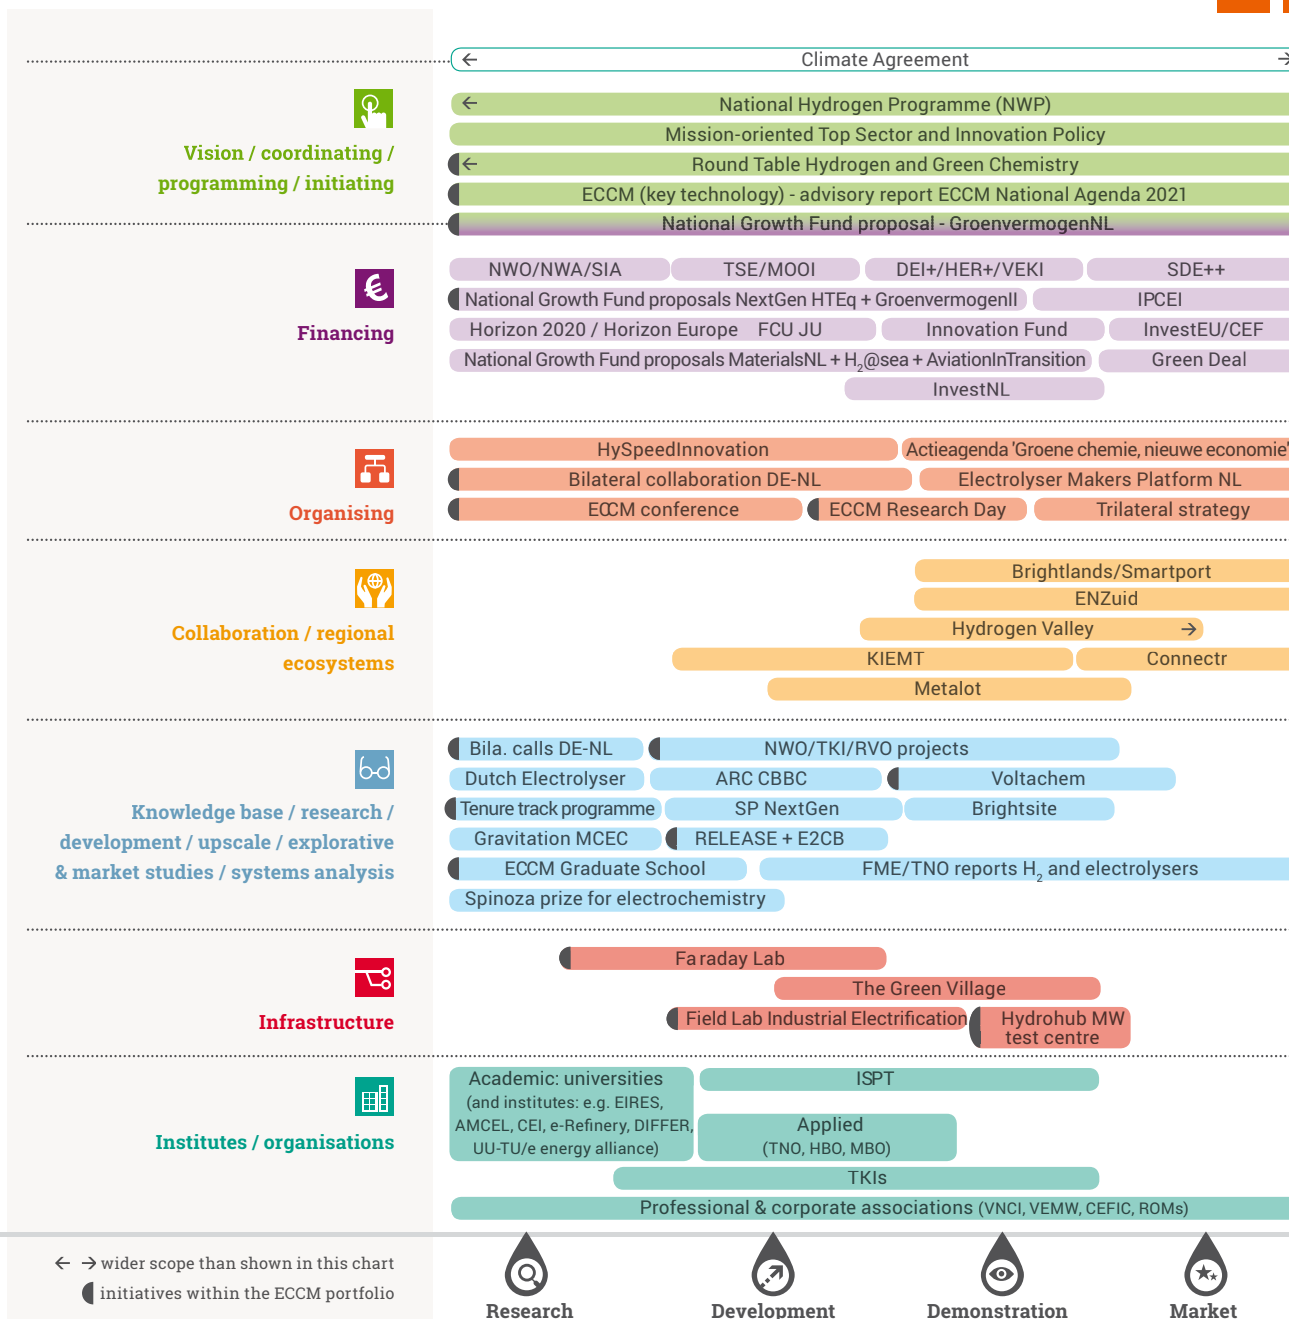 Climate Agreement
Vision / coordinating /
programming / initiating
National Hydrogen Programme (NWP)
Mission-oriented Top Sector and Innovation Policy
Round Table Hydrogen and Green Chemistry
ECCM (key technology) - advisory report ECCM National Agenda 2021
National Growth Fund proposal - GroenvermogenNL
Financing
NWO/NWA/SIA TSE/MOOI DEI+/HER+/VEKI SDE++
National Growth Fund proposals NextGen HTEq + GroenvermogenII IPCEI
Horizon 2020 / Horizon Europe FCU JU Innovation Fund InvestEU/CEF
National Growth Fund proposals MaterialsNL + H₂@sea + AviationInTransition Green Deal
InvestNL
Organising
HySpeedInnovation Actieagenda 'Groene chemie, nieuwe economie'
Bilateral collaboration DE-NL Electrolyser Makers Platform NL
ECCM conference ECCM Research Day Trilateral strategy
Collaboration / regional
ecosystems
Brightlands/Smartport
ENZuid
Hydrogen Valley →
KIEMT Connectr
Metalot
Knowledge base / research /
development / upscale / explorative
& market studies / systems analysis
Bila. calls DE-NL NWO/TKI/RVO projects
Dutch Electrolyser ARC CBBC Voltachem
Tenure track programme SP NextGen Brightsite
Gravitation MCEC RELEASE + E2CB
ECCM Graduate School FME/TNO reports H₂ and electrolysers
Spinoza prize for electrochemistry
Infrastructure
Faraday Lab
The Green Village
Field Lab Industrial Electrification Hydrohub MW
test centre
Institutes / organisations
Academic: universities
(and institutes: e.g. EIRES,
AMCEL, CEI, e-Refinery, DIFFER,
UU-TU/e energy alliance)
ISPT
Applied
(TNO, HBO, MBO)
TKIs
Professional & corporate associations (VNCI, VEMW, CEFIC, ROMs)
← → wider scope than shown in this chart
initiatives within the ECCM portfolio
Research Development Demonstration Market